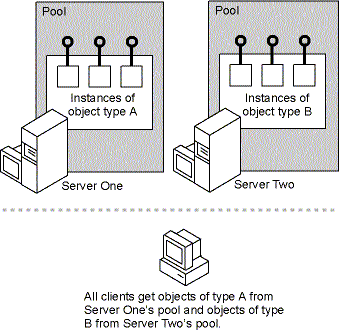 Pool
Pool
Instances of
object type A
Instances of
object type B
Server One
Server Two
All clients get objects of type A from
Server One's pool and objects of type
B from Server Two's pool.